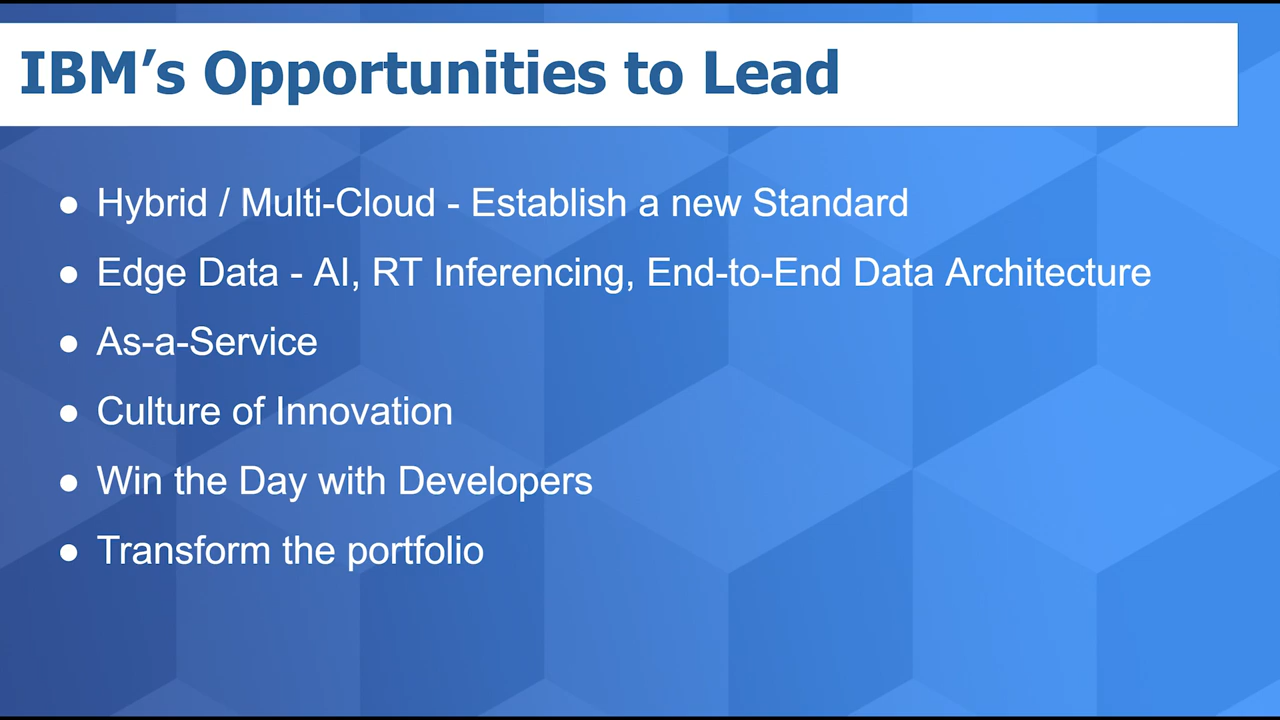 IBM’s Opportunities to Lead
● Hybrid / Multi-Cloud - Establish a new Standard
● Edge Data - AI, RT Inferencing, End-to-End Data Architecture
● As-a-Service
● Culture of Innovation
● Win the Day with Developers
● Transform the portfolio